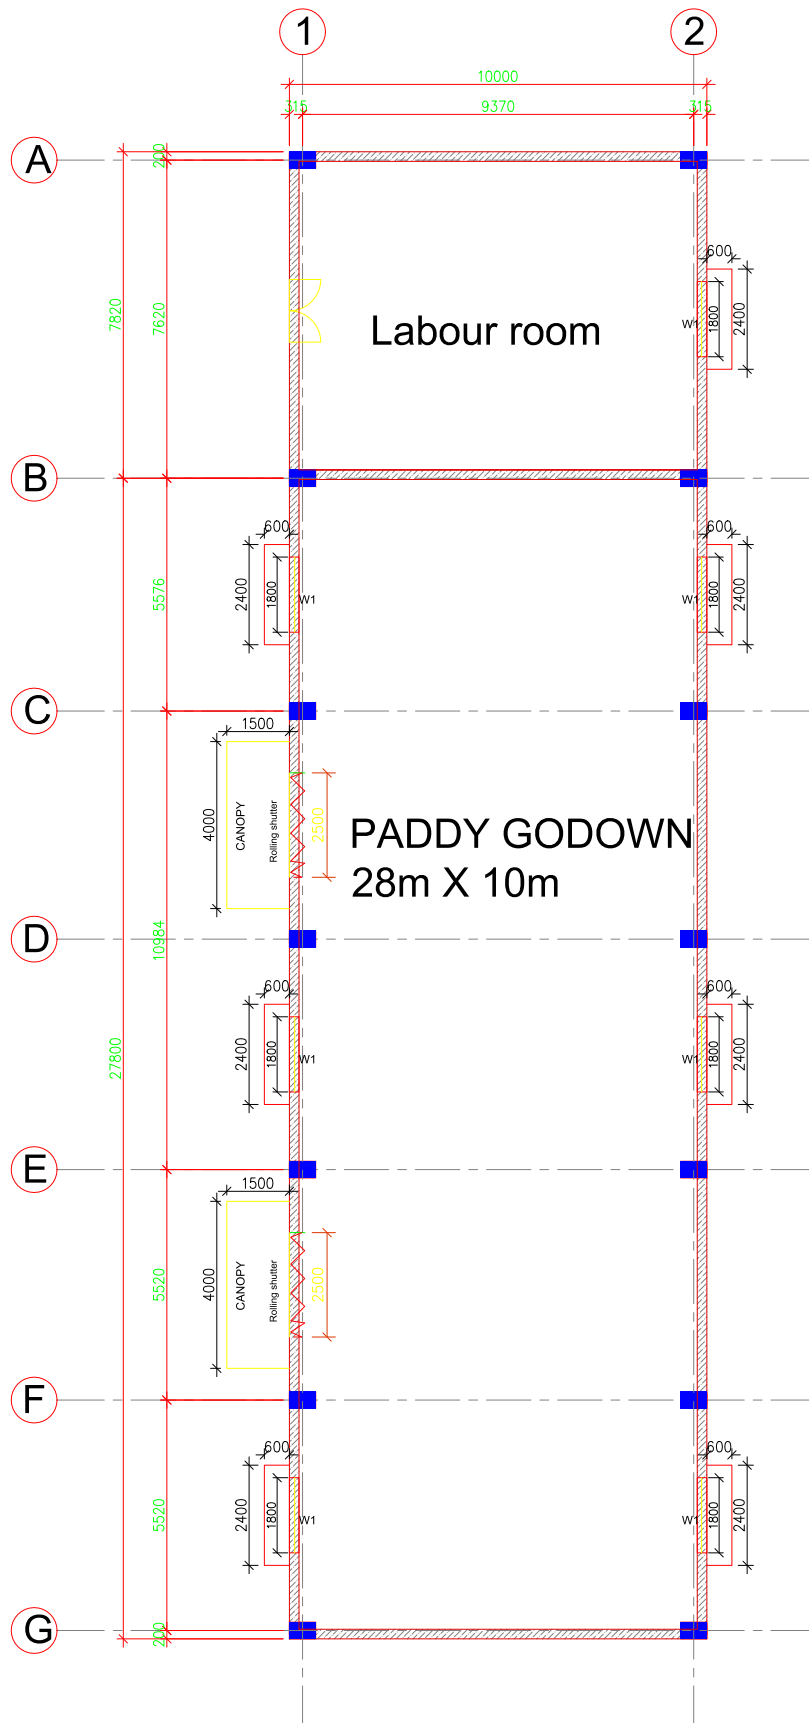 1
2
10000
315
9370
315
A
200
600
7820
7620
Labour room
W1
1800
2400
B
600
600
5576
2400
1800
W1
W1
1800
2400
C
1500
4000
CANOPY
Rolling shutter
2500
PADDY GODOWN
28m X 10m
D
10984
600
600
27800
2400
1800
W1
W1
1800
2400
E
1500
5520
4000
CANOPY
Rolling shutter
2500
F
600
600
5520
2400
1800
W1
W1
1800
2400
G
200